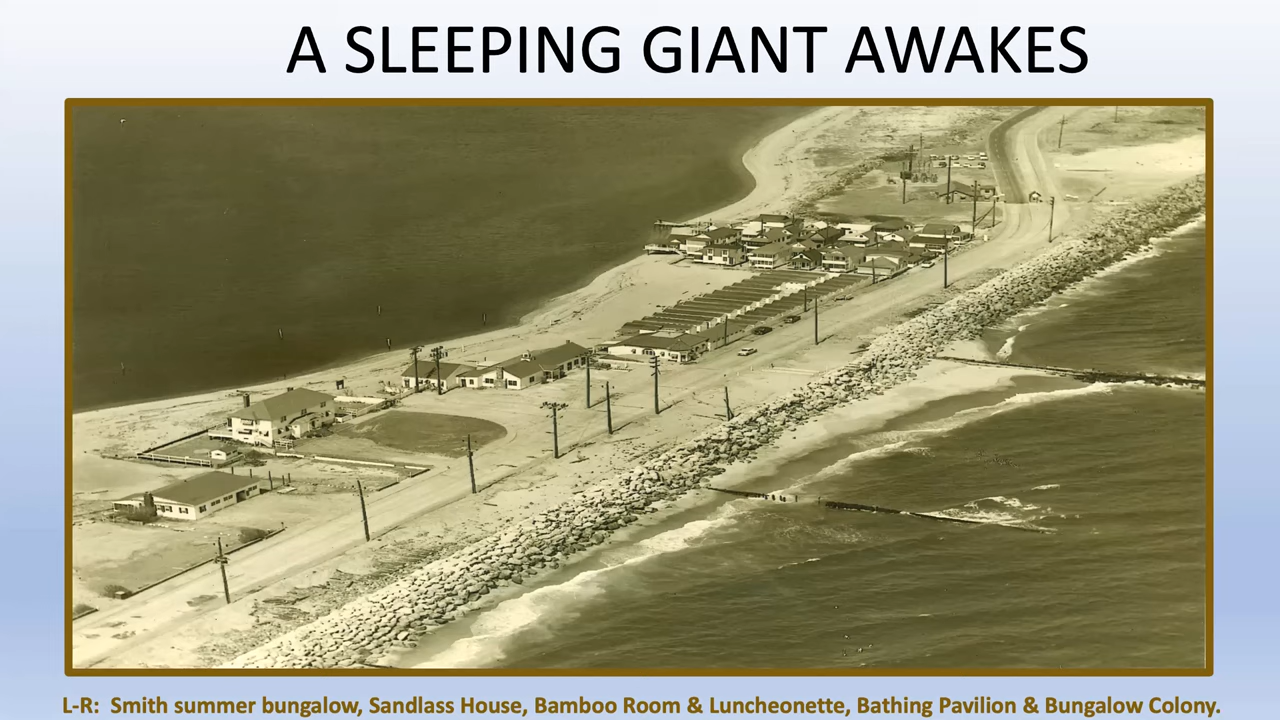 A SLEEPING GIANT AWAKES
L-R: Smith summer bungalow, Sandlass House, Bamboo Room & Luncheonette, Bathing Pavilion & Bungalow Colony.